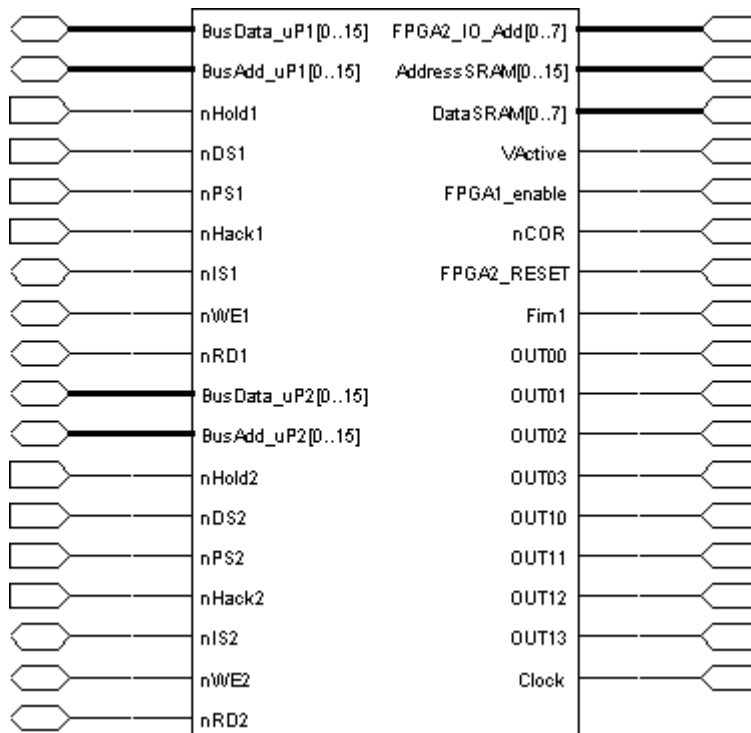 BusData_uP1[0..15] FPGA2_IO_Add[0..7]
BusAdd_uP1[0..15] AddressSRAM[0..15]
nHold1 DataSRAM[0..7]
nDS1 VActive
nPS1 FPGA1_enable
nHack1 nCOR
nIS1 FPGA2_RESET
nWE1 Fim1
nRD1 OUT00
BusData_uP2[0..15] OUT01
BusAdd_uP2[0..15] OUT02
nHold2 OUT03
nDS2 OUT10
nPS2 OUT11
nHack2 OUT12
nIS2 OUT13
nWE2 Clock
nRD2